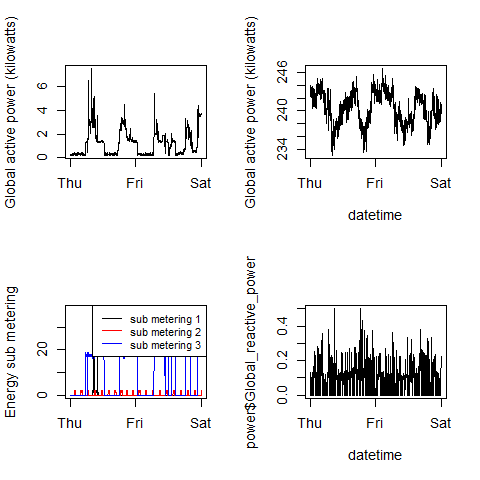 Global active power (kilowatts)
0 2 4 6
Thu Fri Sat
Global active power (kilowatts)
234 240 246
Thu Fri Sat
datetime
Energy sub metering
0 20
sub metering 1
sub metering 2
sub metering 3
Thu Fri Sat
power$Global_reactive_power
0.0 0.2 0.4
Thu Fri Sat
datetime